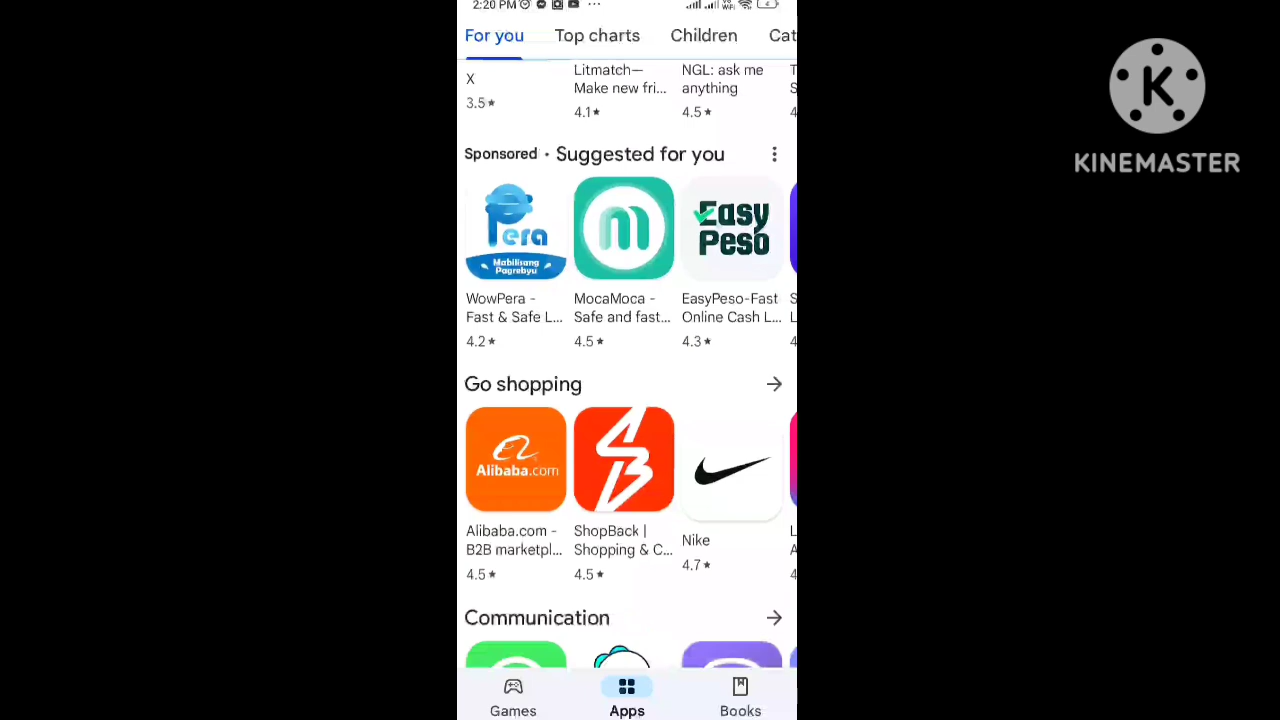 2:20 PM
For you Top charts Children Cat
X
Litmatch—
Make new fri...
NGL: ask me
anything
3.5★
4.1★
4.5★
Sponsored · Suggested for you
Pera
Mabilisang
Pagrebyu
m
Easy
Peso
WowPera -
Fast & Safe L...
4.2★
MocaMoca -
Safe and fast...
4.5★
EasyPeso-Fast
Online Cash L...
4.3★
Go shopping
Alibaba.com
SB
Alibaba.com -
B2B marketpl...
4.5★
ShopBack |
Shopping & C...
4.5★
Nike
4.7★
Communication
Games Apps Books
K
KINEMASTER